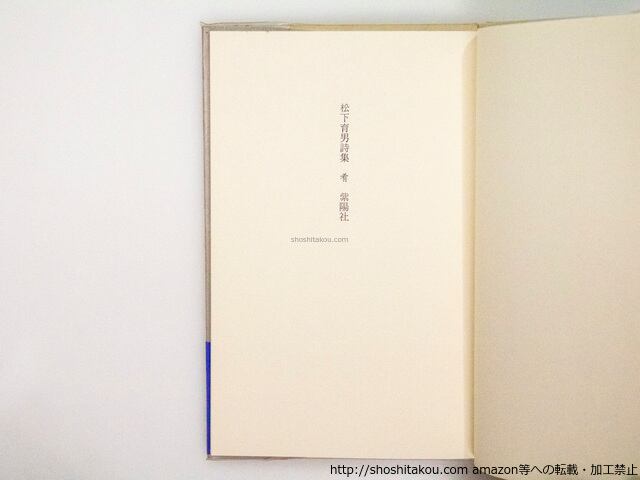 松下育男詩集　肴　紫陽社
shoshitakou.com
http://shoshitakou.com amazon等への転載・加工禁止